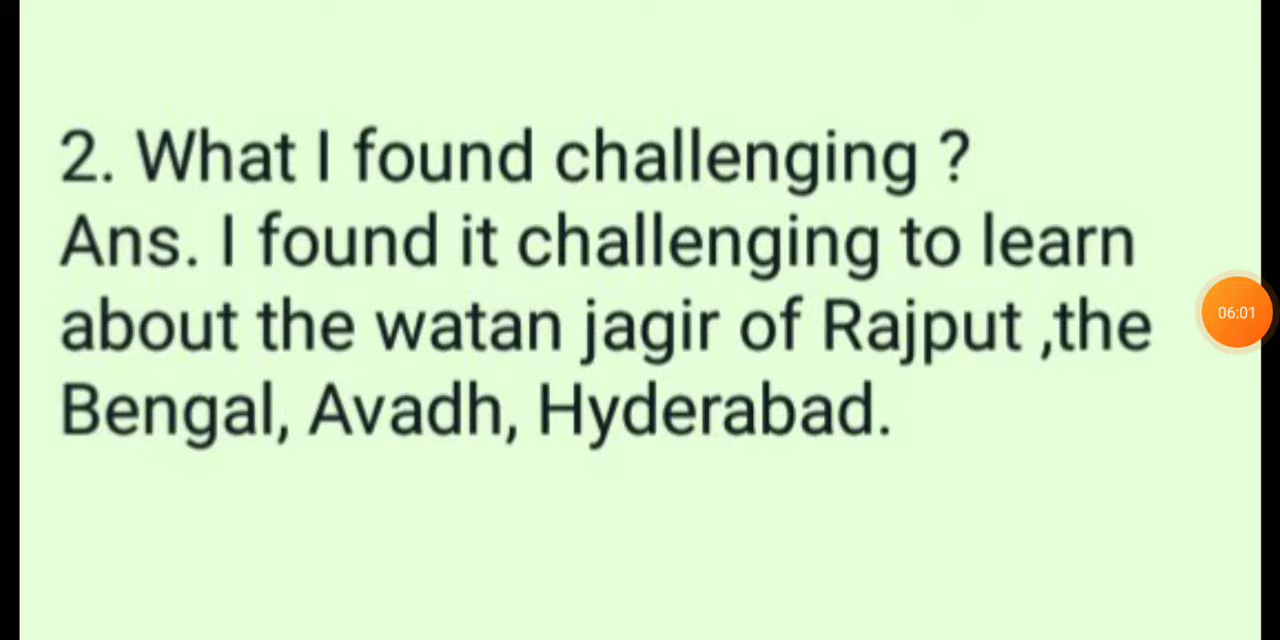 2. What I found challenging ?
Ans. I found it challenging to learn
about the watan jagir of Rajput ,the
Bengal, Avadh, Hyderabad.
06:01